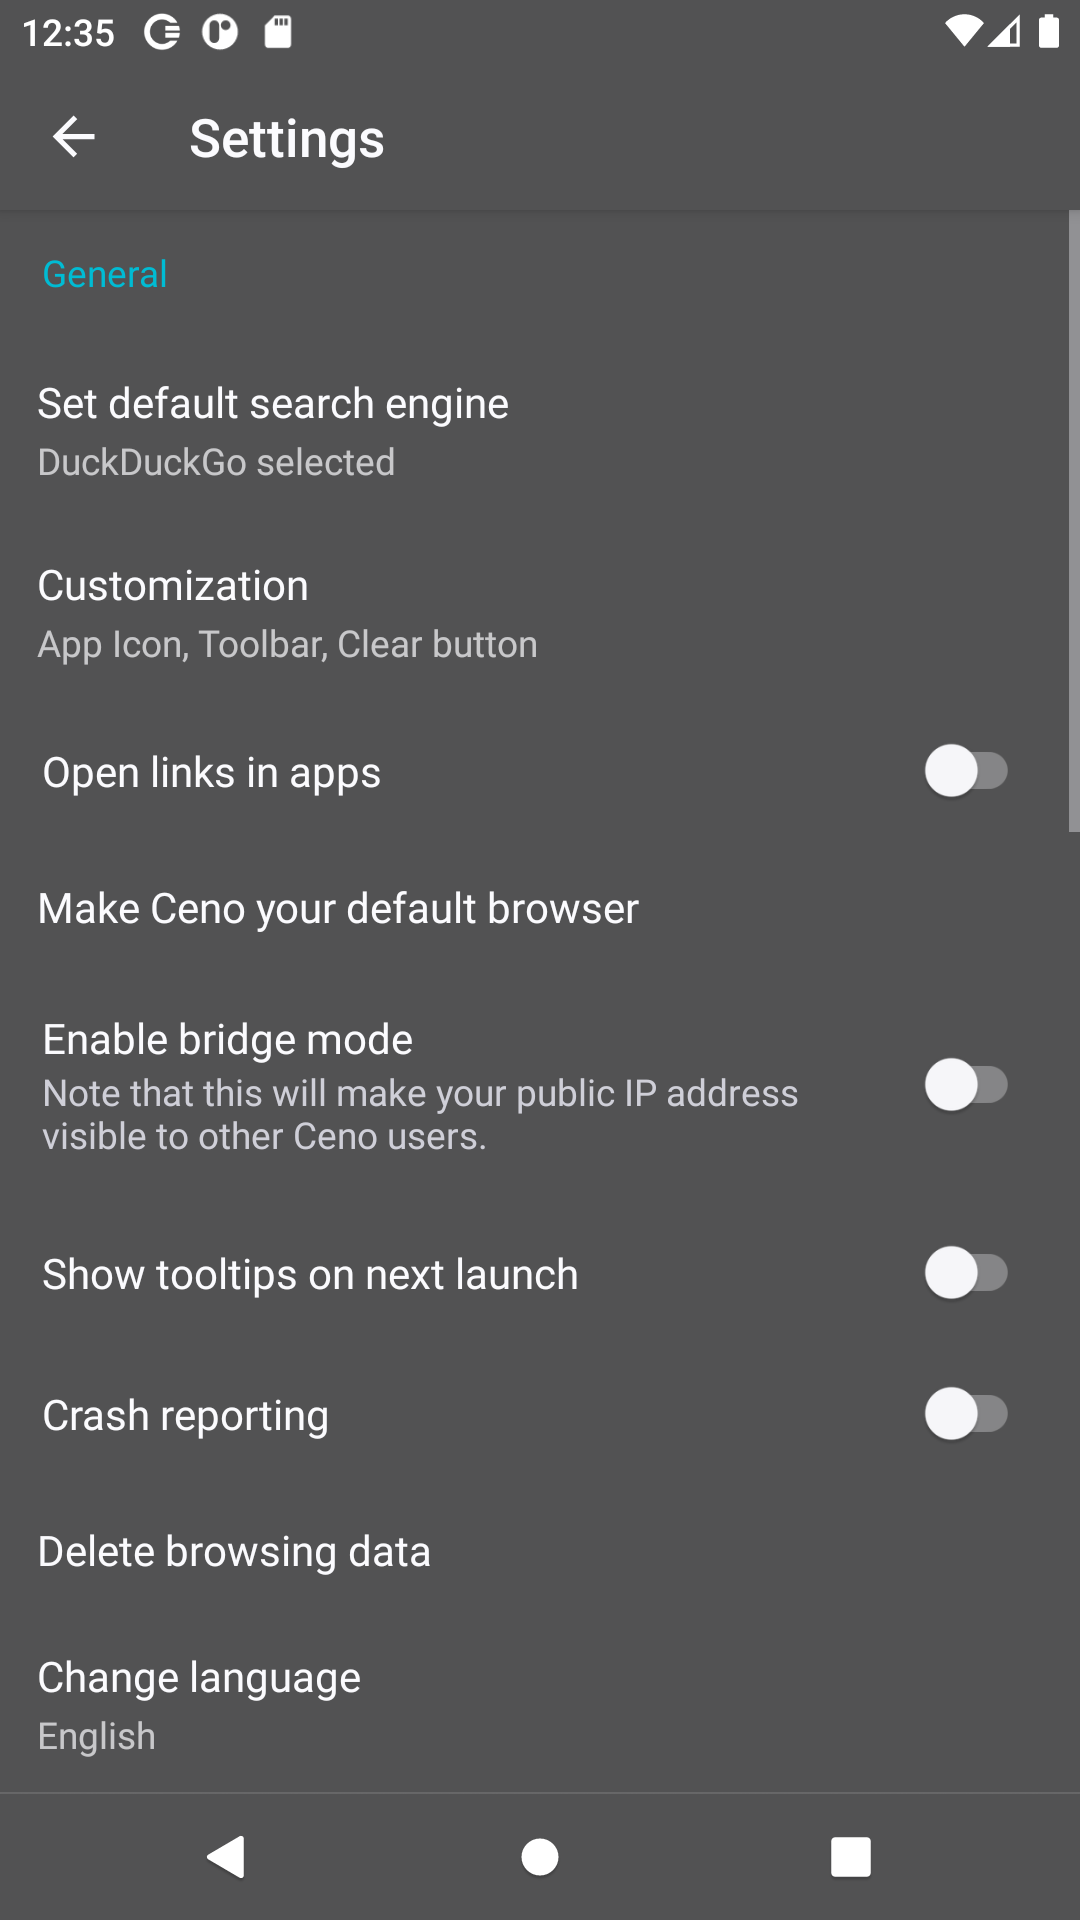 12:35
Settings
General
Set default search engine
DuckDuckGo selected
Customization
App Icon, Toolbar, Clear button
Open links in apps
Make Ceno your default browser
Enable bridge mode
Note that this will make your public IP address
visible to other Ceno users.
Show tooltips on next launch
Crash reporting
Delete browsing data
Change language
English